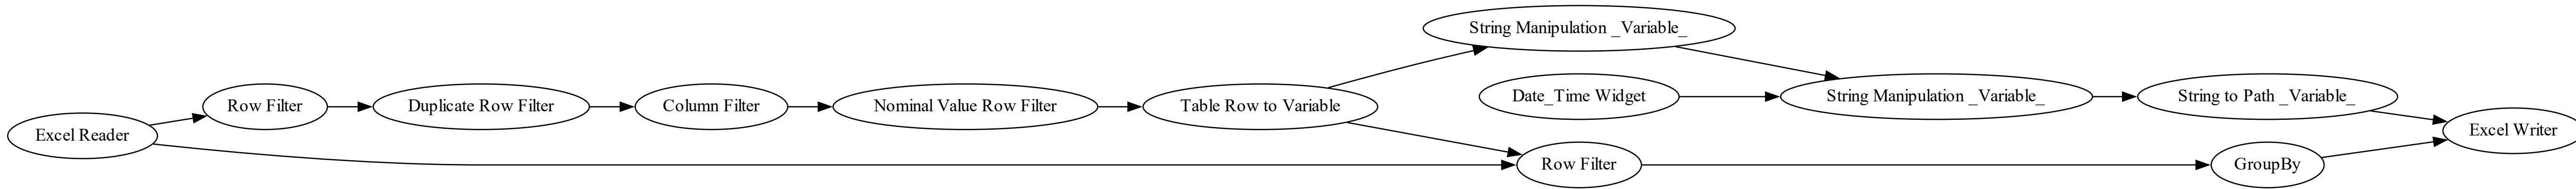 Excel Reader
Row Filter
Duplicate Row Filter
Column Filter
Nominal Value Row Filter
Table Row to Variable
String Manipulation _Variable_
Date_Time Widget
Row Filter
String Manipulation _Variable_
String to Path _Variable_
GroupBy
Excel Writer